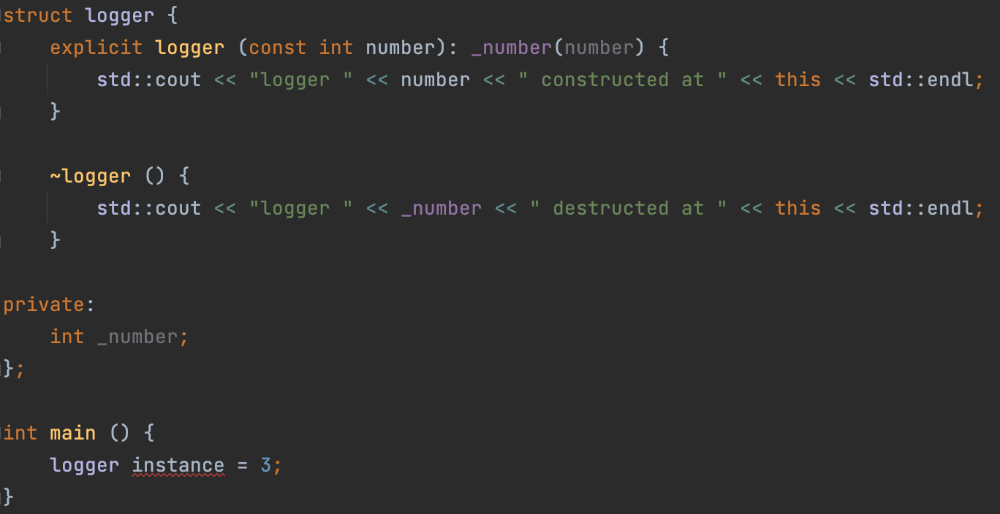 struct logger {
explicit logger (const int number): _number(number) {
std::cout << "logger " << number << " constructed at " << this << std::endl;
}
~logger () {
std::cout << "logger " << _number << " destructed at " << this << std::endl;
}
private:
int _number;
};
int main () {
logger instance = 3;
}